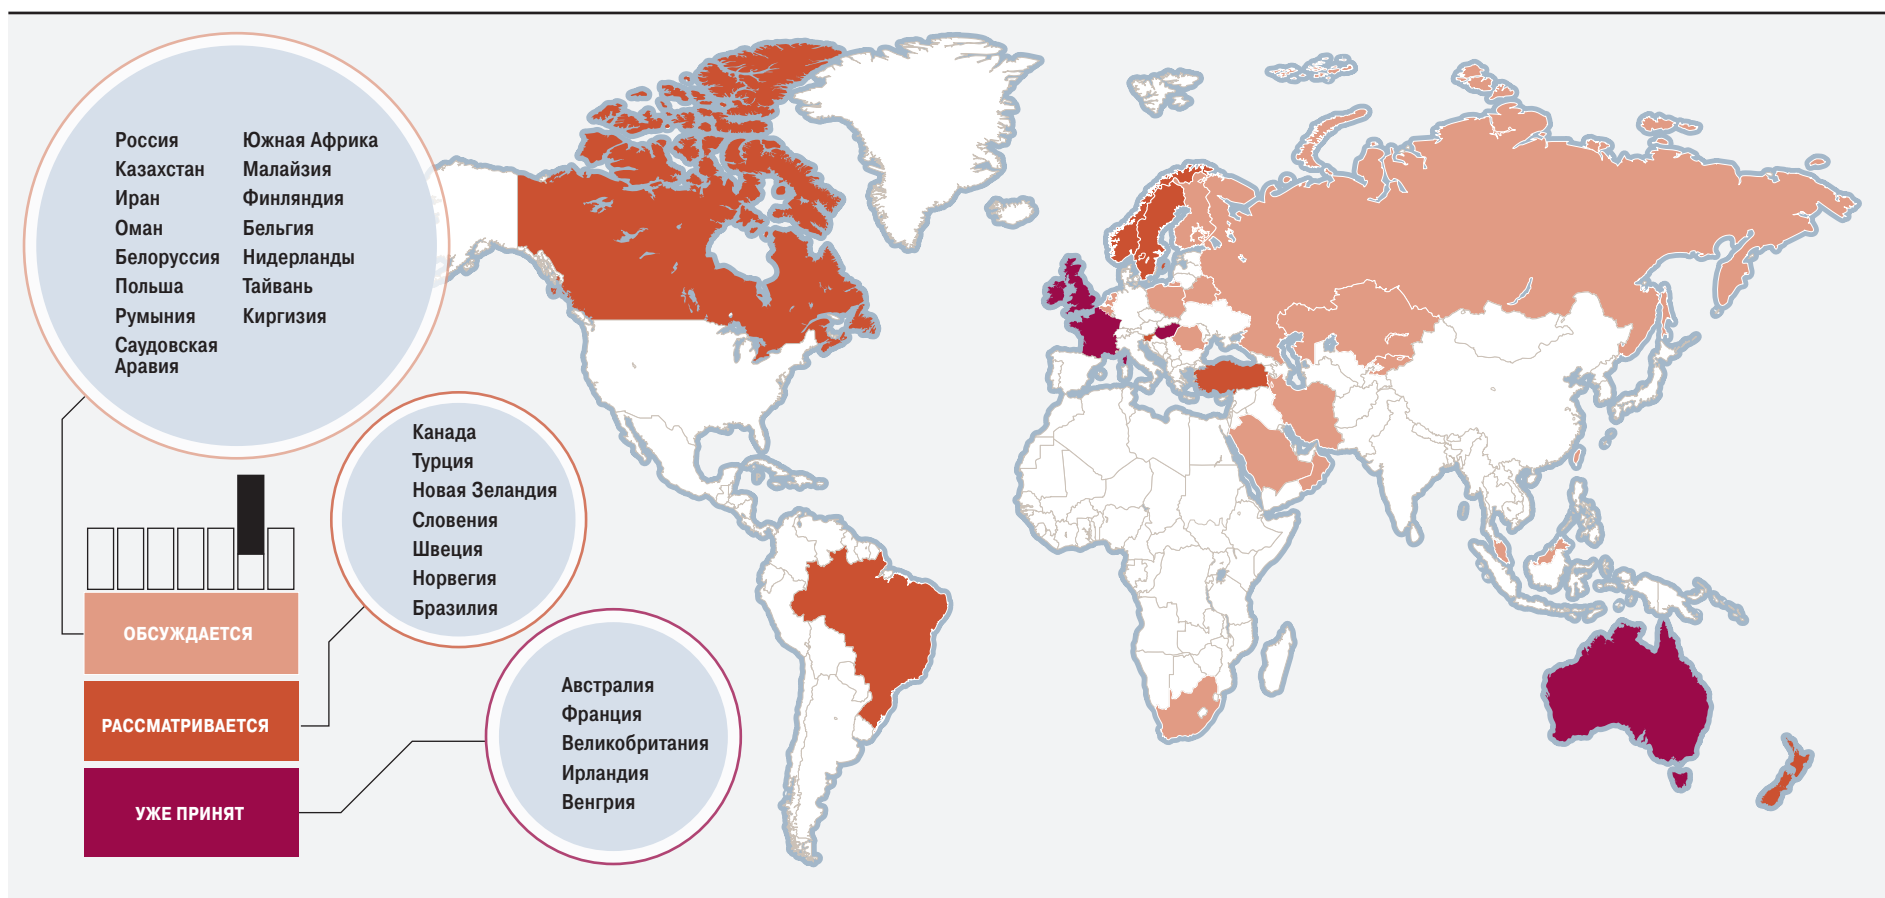 Россия
Казахстан
Иран
Оман
Белоруссия
Польша
Румыния
Саудовская
Аравия
Южная Африка
Малайзия
Финляндия
Бельгия
Нидерланды
Тайвань
Киргизия
Канада
Турция
Новая Зеландия
Словения
Швеция
Норвегия
Бразилия
Австралия
Франция
Великобритания
Ирландия
Венгрия
ОБСУЖДАЕТСЯ
РАССМАТРИВАЕТСЯ
УЖЕ ПРИНЯТ